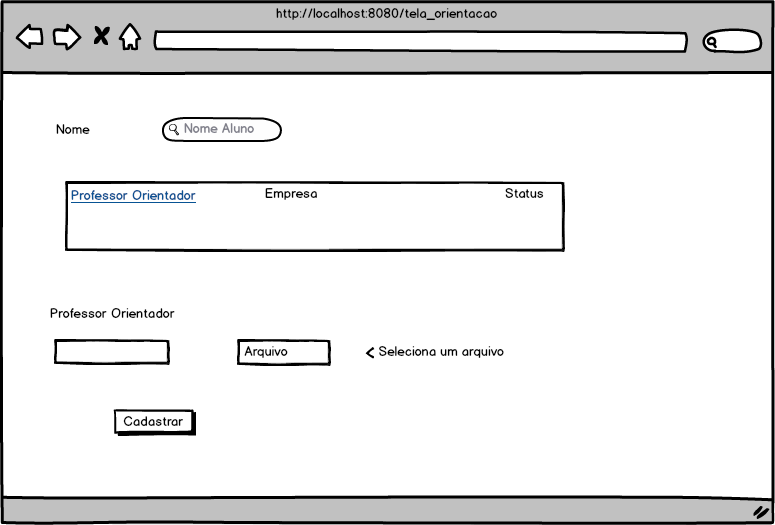 http://localhost:8080/tela_orientacao
Nome
Nome Aluno
Professor Orientador Empresa Status
Professor Orientador
Arquivo < Seleciona um arquivo
Cadastrar